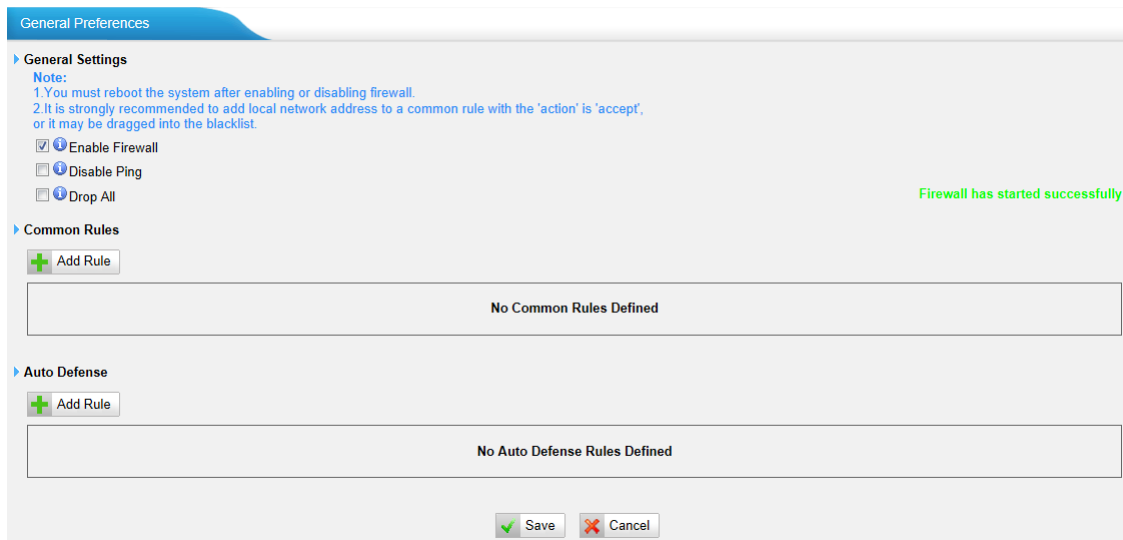 General Preferences
General Settings
Note:
1.You must reboot the system after enabling or disabling firewall.
2.It is strongly recommended to add local network address to a common rule with the 'action' is 'accept',
or it may be dragged into the blacklist.
Enable Firewall
Disable Ping
Drop All
Firewall has started successfully
Common Rules
Add Rule
No Common Rules Defined
Auto Defense
Add Rule
No Auto Defense Rules Defined
Save Cancel